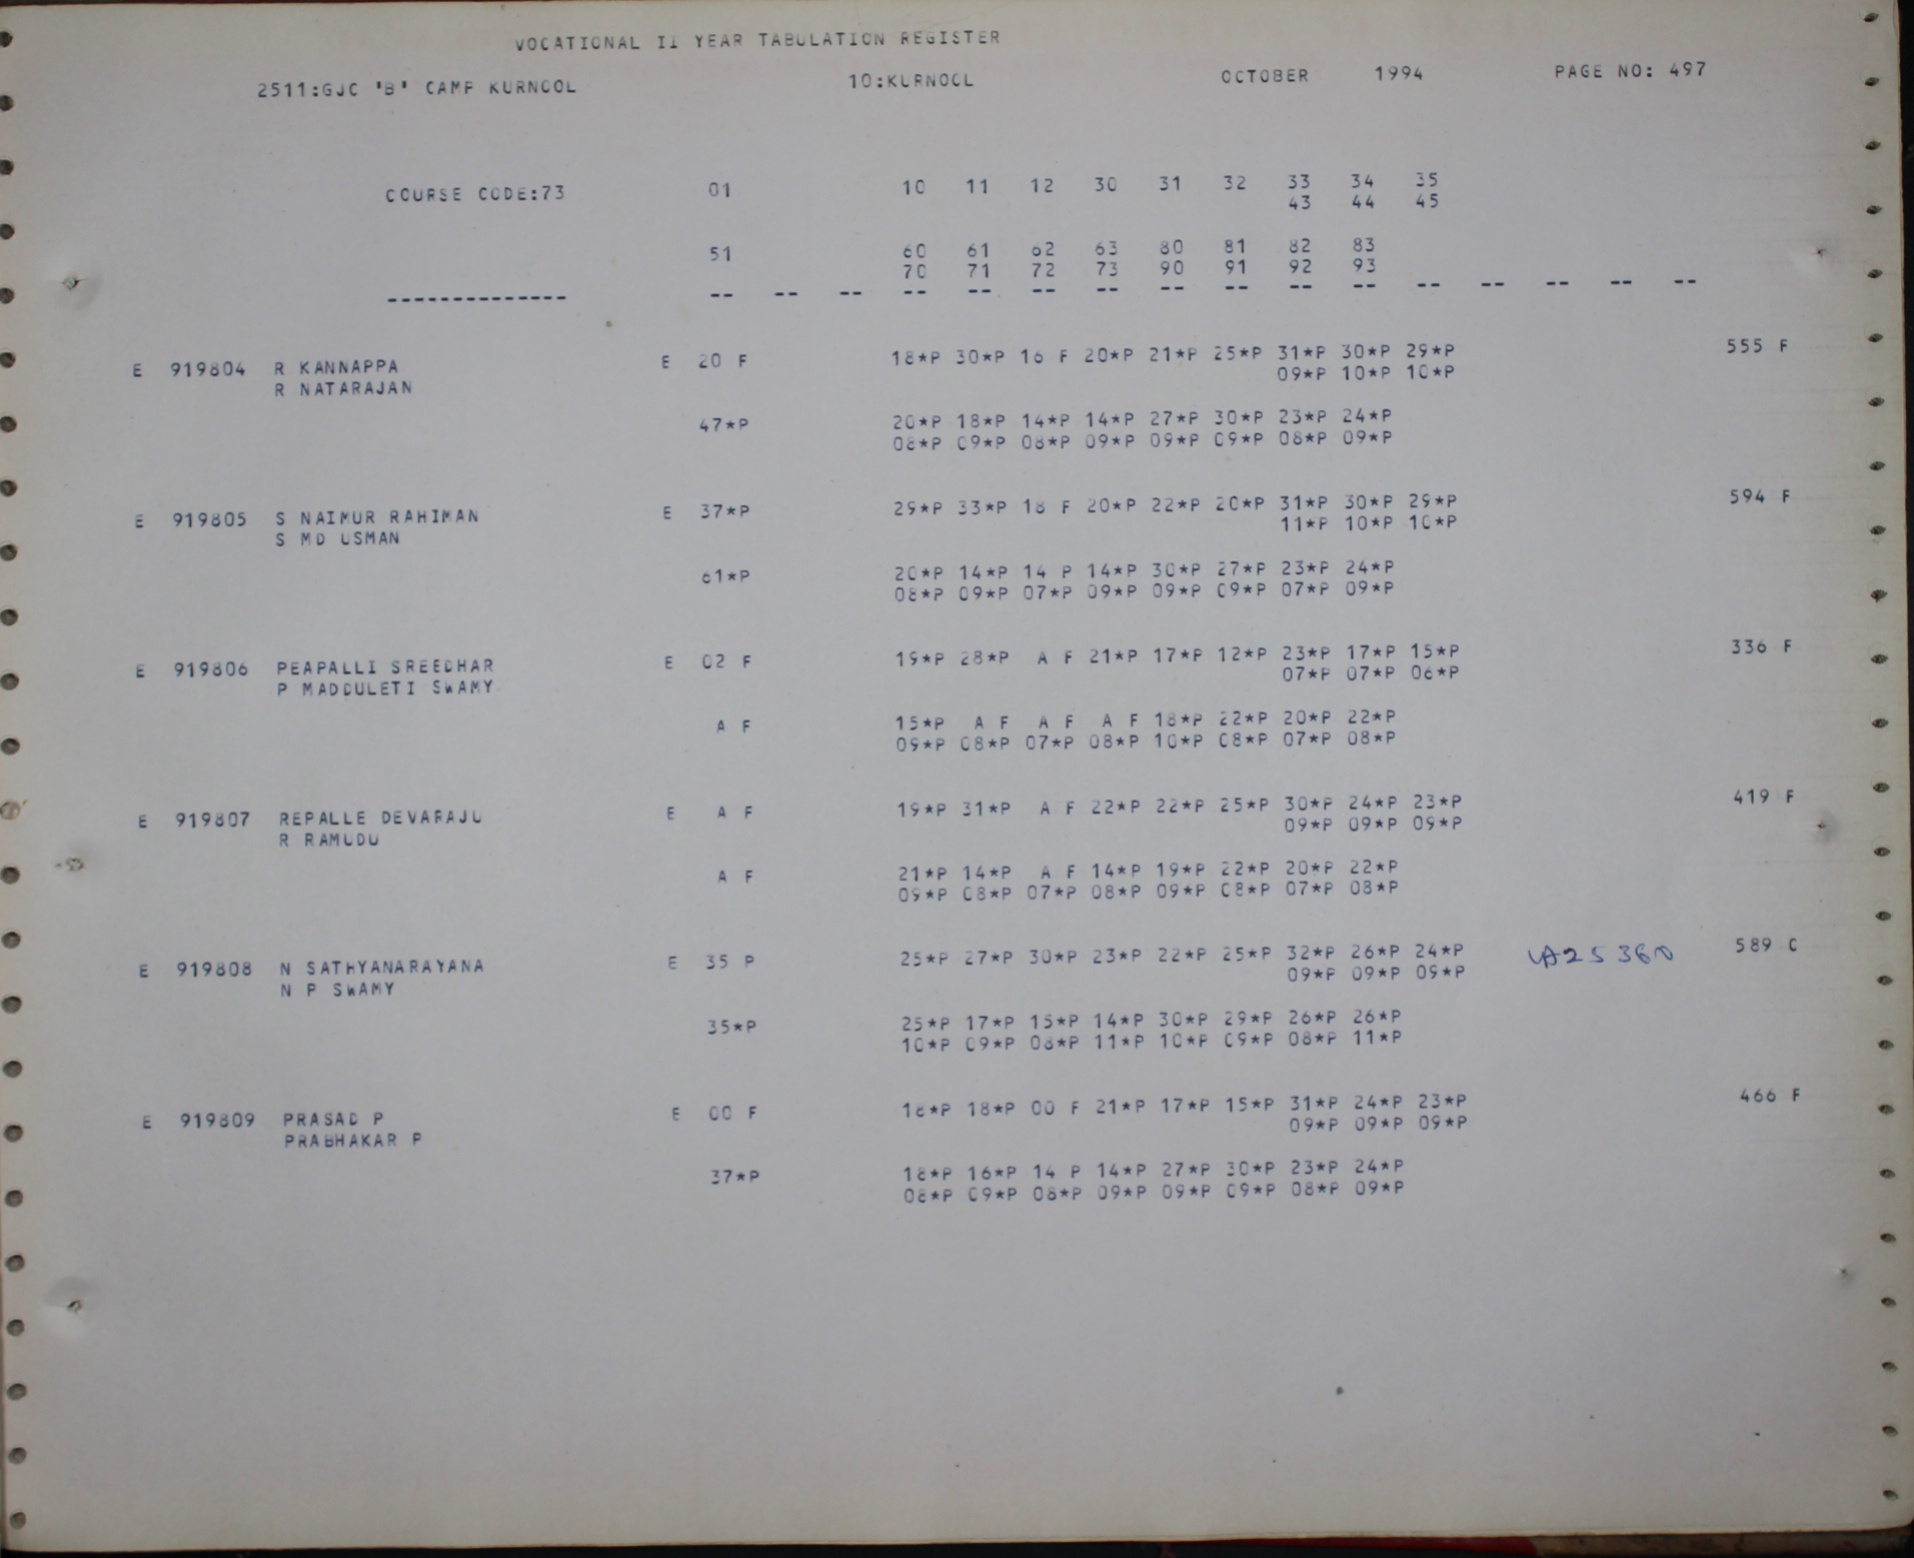 VOCATIONAL II YEAR TABULATION REGISTER
2511:GJC 'B' CAMP KURNOOL 10:KURNOOL OCTOBER 1994 PAGE NO: 497
COURSE CODE:73 01 10 11 12 30 31 32 33 34 35
43 44 45
51 60 61 62 63 80 81 82 83
70 71 72 73 90 91 92 93
-------------- -- -- -- -- -- -- -- -- -- -- -- -- -- -- -- --
E 919804 R KANNAPPA E 20 F 18*P 30*P 16 F 20*P 21*P 25*P 31*P 30*P 29*P 555 F
R NATARAJAN 09*P 10*P 10*P
47*P 20*P 18*P 14*P 14*P 27*P 30*P 23*P 24*P
08*P 09*P 08*P 09*P 09*P 09*P 08*P 09*P
E 919805 S NAIMUR RAHIMAN E 37*P 29*P 33*P 18 F 20*P 22*P 20*P 31*P 30*P 29*P 594 F
S MD USMAN 11*P 10*P 10*P
61*P 20*P 14*P 14 P 14*P 30*P 27*P 23*P 24*P
08*P 09*P 07*P 09*P 09*P 09*P 07*P 09*P
E 919806 PEAPALLI SREEDHAR E 02 F 19*P 28*P A F 21*P 17*P 12*P 23*P 17*P 15*P 336 F
P MADDULETI SWAMY 07*P 07*P 06*P
A F 15*P A F A F A F 18*P 22*P 20*P 22*P
09*P 08*P 07*P 08*P 10*P 08*P 07*P 08*P
E 919807 REPALLE DEVARAJU E A F 19*P 31*P A F 22*P 22*P 25*P 30*P 24*P 23*P 419 F
R RAMUDU 09*P 09*P 09*P
A F 21*P 14*P A F 14*P 19*P 22*P 20*P 22*P
09*P 08*P 07*P 08*P 09*P 08*P 07*P 08*P
E 919808 N SATHYANARAYANA E 35 P 25*P 27*P 30*P 23*P 22*P 25*P 32*P 26*P 24*P 589 C
N P SWAMY 09*P 09*P 09*P
35*P 25*P 17*P 15*P 14*P 30*P 29*P 26*P 26*P
10*P 09*P 08*P 11*P 10*P 09*P 08*P 11*P
E 919809 PRASAD P E 00 F 18*P 18*P 00 F 21*P 17*P 15*P 31*P 24*P 23*P 466 F
PRABHAKAR P 09*P 09*P 09*P
37*P 18*P 16*P 14 P 14*P 27*P 30*P 23*P 24*P
08*P 09*P 08*P 09*P 09*P 09*P 08*P 09*P